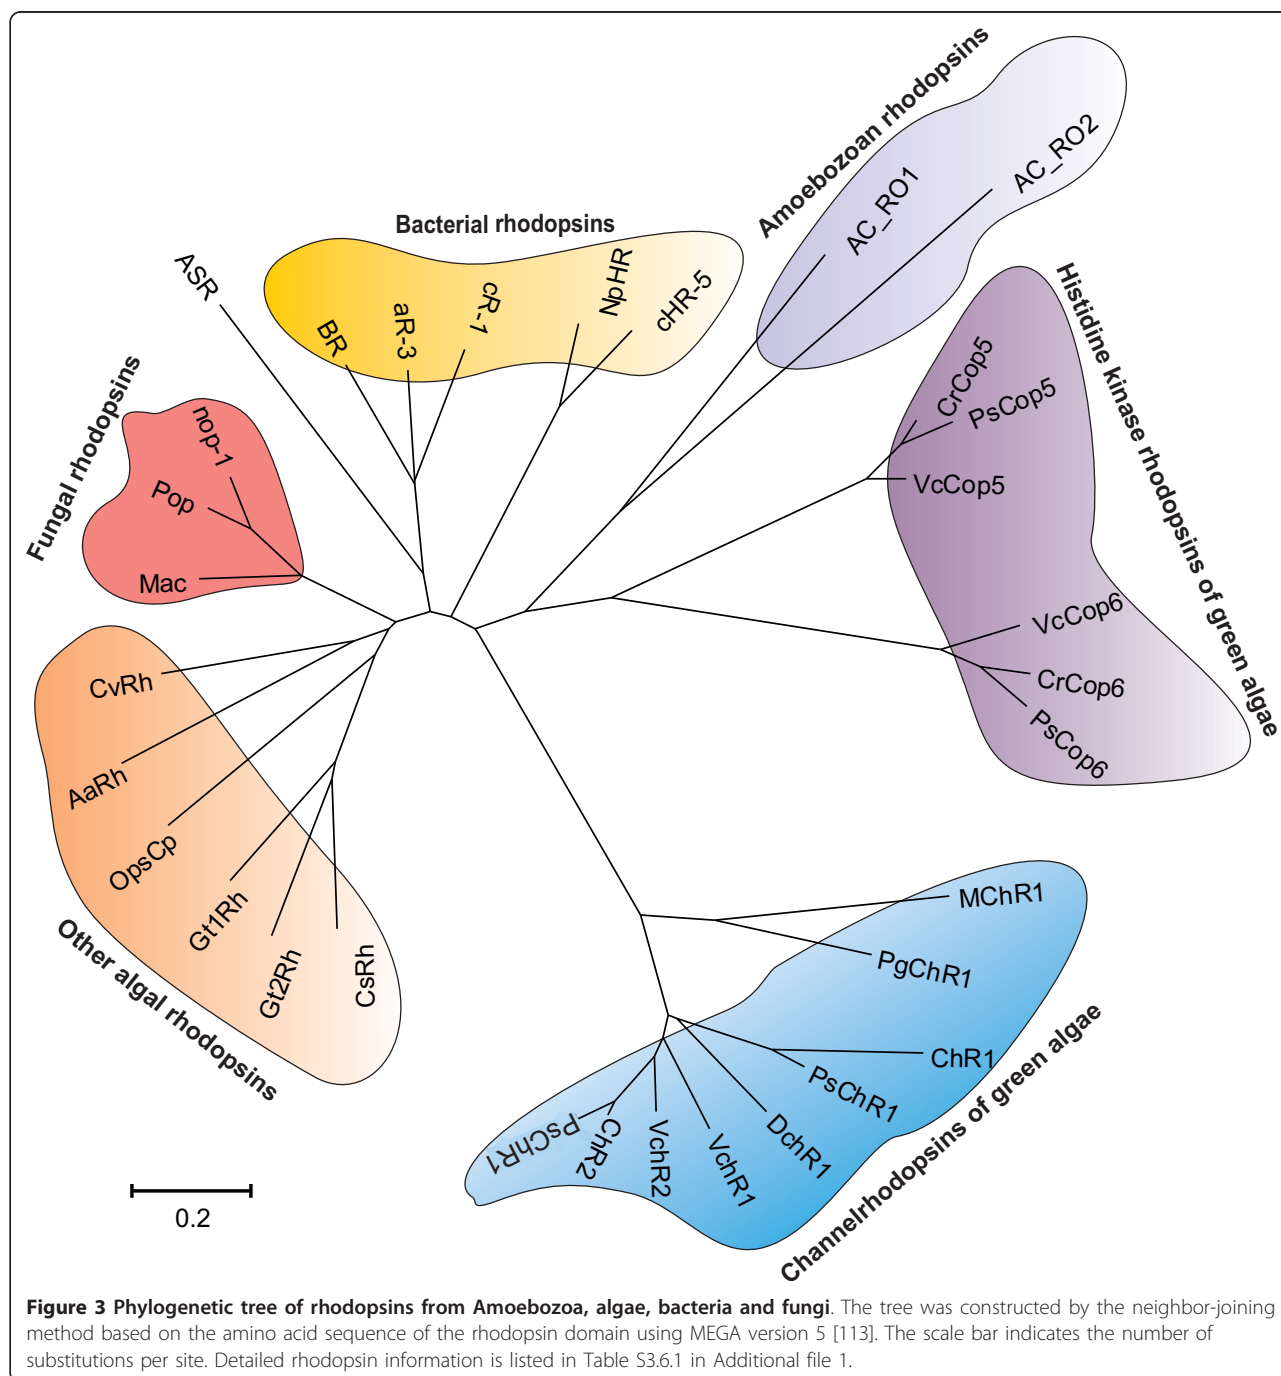 Amoebozoan rhodopsins
AC_RO1
AC_RO2
Bacterial rhodopsins
ASR
BR
aR-3
cR-1
NpHR
cHR-5
Histidine kinase rhodopsins of green algae
CrCop5
PsCop5
VcCop5
VcCop6
CrCop6
PsCop6
Fungal rhodopsins
nop-1
Pop
Mac
CvRh
AaRh
OpsCp
Gt1Rh
Gt2Rh
CsRh
Other algal rhodopsins
MChR1
PgChR1
ChR1
PsChR1
DchR1
VchR1
VchR2
ChR2
PsChR1
Channelrhodopsins of green algae
0.2
Figure 3 Phylogenetic tree of rhodopsins from Amoebozoa, algae, bacteria and fungi. The tree was constructed by the neighbor-joining
method based on the amino acid sequence of the rhodopsin domain using MEGA version 5 [113]. The scale bar indicates the number of
substitutions per site. Detailed rhodopsin information is listed in Table S3.6.1 in Additional file 1.